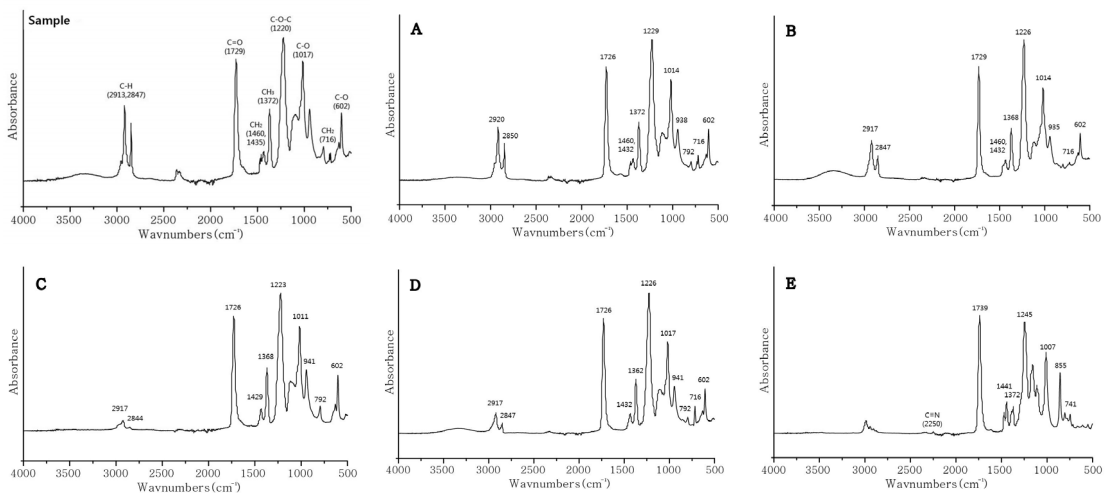 Sample
C-H
(2913,2847)
C=O
(1729)
CH₂
(1460,
1435)
CH₃
(1372)
C-O-C
(1220)
C-O
(1017)
CH₂
(716)
C-O
(602)
Absorbance
4000 3500 3000 2500 2000 1500 1000 500
Wavnumbers(cm⁻¹)
A
2920
2850
1726
1460,
1432
1372
1229
1014
938
792
716
602
Absorbance
4000 3500 3000 2500 2000 1500 1000 500
Wavnumbers(cm⁻¹)
B
2917
2847
1729
1460,
1432
1368
1226
1014
935
716
602
Absorbance
4000 3500 3000 2500 2000 1500 1000 500
Wavnumbers(cm⁻¹)
C
2917
2844
1726
1429
1368
1223
1011
941
792
602
Absorbance
4000 3500 3000 2500 2000 1500 1000 500
Wavnumbers(cm⁻¹)
D
2917
2847
1726
1432
1362
1226
1017
941
792
716
602
Absorbance
4000 3500 3000 2500 2000 1500 1000 500
Wavnumbers(cm⁻¹)
E
C≡N
(2250)
1739
1441
1372
1245
1007
855
741
Absorbance
4000 3500 3000 2500 2000 1500 1000 500
Wavnumbers(cm⁻¹)